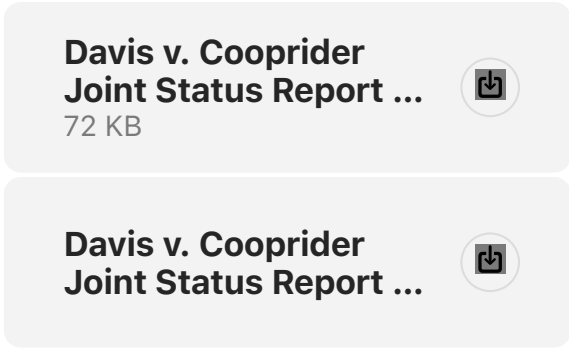 Davis v. Cooprider
Joint Status Report ...
72 KB
Davis v. Cooprider
Joint Status Report ...